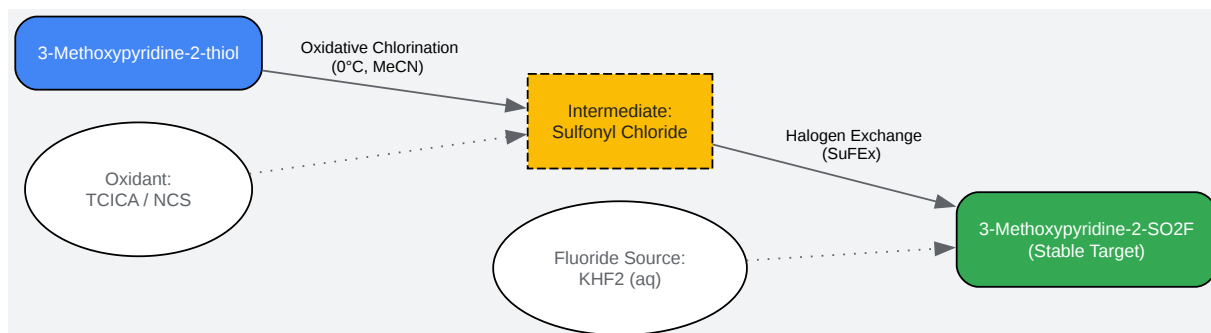 3-Methoxypyridine-2-thiol
Oxidative Chlorination
(0°C, MeCN)
Oxidant:
TCICA / NCS
Intermediate:
Sulfonyl Chloride
Halogen Exchange
(SuFEx)
Fluoride Source:
KHF2 (aq)
3-Methoxypyridine-2-SO2F
(Stable Target)